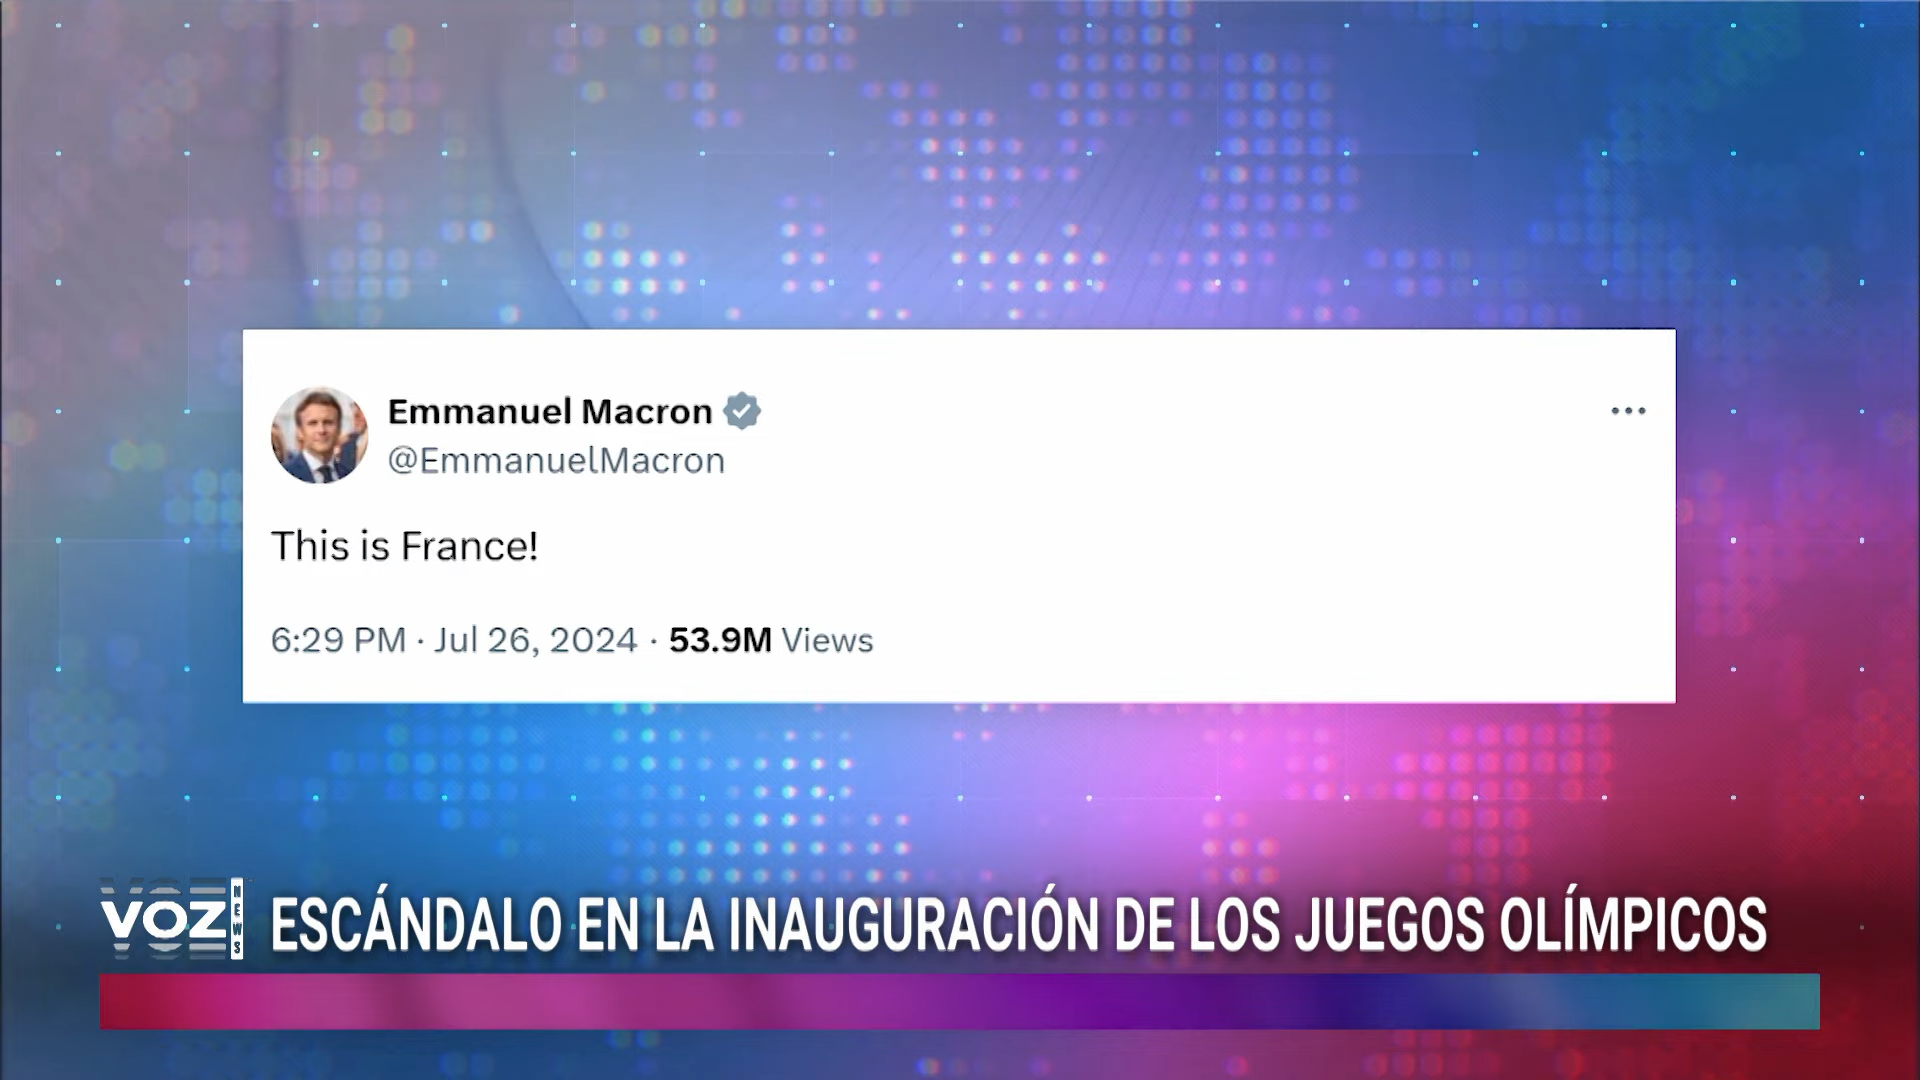 Emmanuel Macron
@EmmanuelMacron
This is France!
6:29 PM · Jul 26, 2024 · 53.9M Views
VOZ NEWS
ESCÁNDALO EN LA INAUGURACIÓN DE LOS JUEGOS OLÍMPICOS